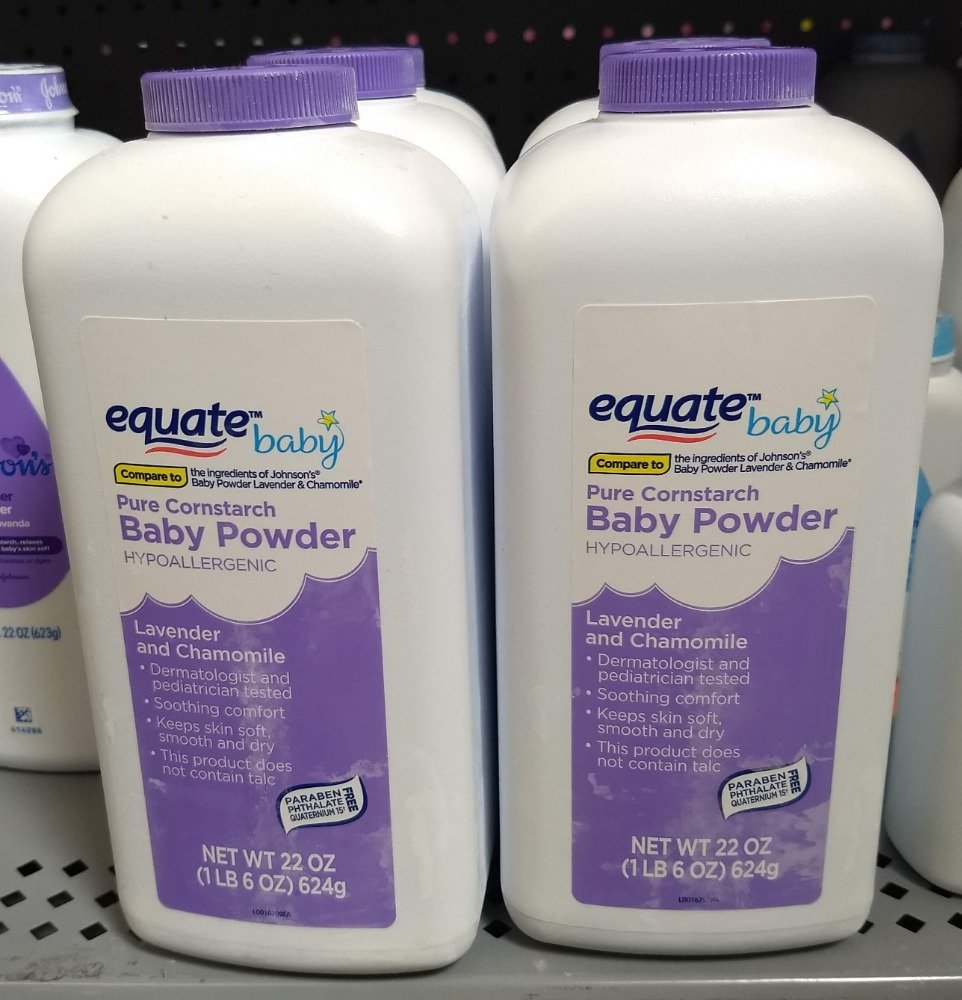 equate™ baby
Compare to the ingredients of Johnson's®
Baby Powder Lavender & Chamomile*
Pure Cornstarch
Baby Powder
HYPOALLERGENIC
Lavender
and Chamomile
• Dermatologist and
pediatrician tested
• Soothing comfort
• Keeps skin soft,
smooth and dry
• This product does
not contain talc
PARABEN
PHTHALATE
QUATERNIUM 15
FREE
NET WT 22 OZ
(1 LB 6 OZ) 624g
equate™ baby
Compare to the ingredients of Johnson's®
Baby Powder Lavender & Chamomile*
Pure Cornstarch
Baby Powder
HYPOALLERGENIC
Lavender
and Chamomile
• Dermatologist and
pediatrician tested
• Soothing comfort
• Keeps skin soft,
smooth and dry
• This product does
not contain talc
PARABEN
PHTHALATE
QUATERNIUM 15
FREE
NET WT 22 OZ
(1 LB 6 OZ) 624g
baby's skin soft
22 OZ (623g)